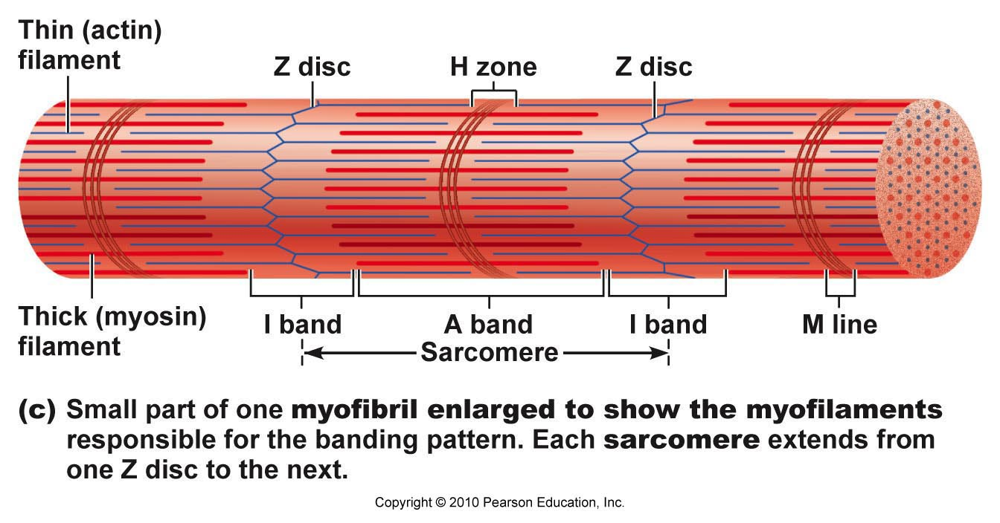 Thin (actin)
filament
Z disc
H zone
Z disc
Thick (myosin)
filament
I band
A band
I band
M line
Sarcomere
(c) Small part of one myofibril enlarged to show the myofilaments
responsible for the banding pattern. Each sarcomere extends from
one Z disc to the next.
Copyright © 2010 Pearson Education, Inc.